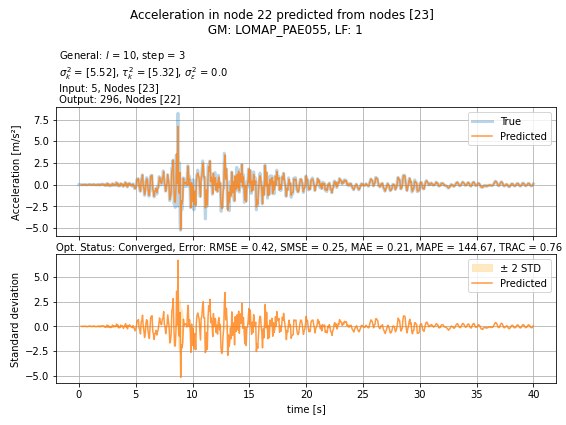 Acceleration in node 22 predicted from nodes [23]
GM: LOMAP_PAE055, LF: 1
General: l = 10, step = 3
σ²ₖ = [5.52], τ²ₖ = [5.32], σ²ε = 0.0
Input: 5, Nodes [23]
Output: 296, Nodes [22]
Acceleration [m/s²]
7.5
5.0
2.5
0.0
−2.5
−5.0
True
Predicted
Opt. Status: Converged, Error: RMSE = 0.42, SMSE = 0.25, MAE = 0.21, MAPE = 144.67, TRAC = 0.76
Standard deviation
5.0
2.5
0.0
−2.5
−5.0
± 2 STD
Predicted
0 5 10 15 20 25 30 35 40
time [s]